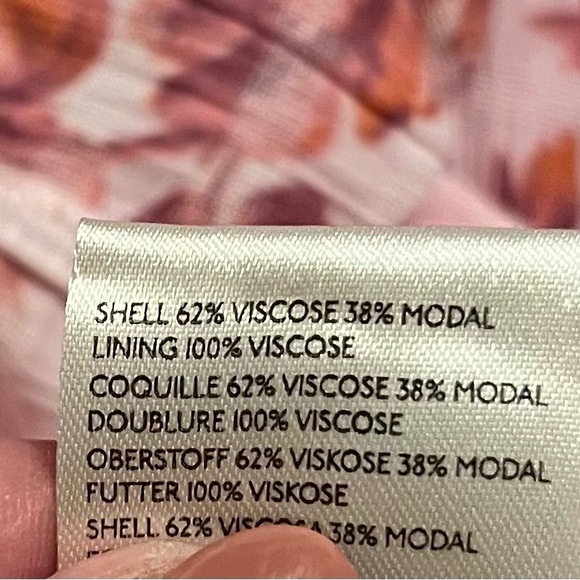 SHELL 62% VISCOSE 38% MODAL
LINING 100% VISCOSE
COQUILLE 62% VISCOSE 38% MODAL
DOUBLURE 100% VISCOSE
OBERSTOFF 62% VISKOSE 38% MODAL
FUTTER 100% VISKOSE
SHELL 62% 38% MODAL